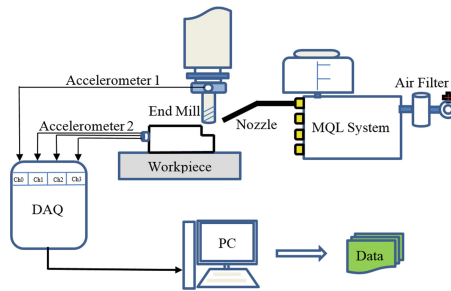 Accelerometer 1
Air Filter
End Mill
Nozzle
MQL System
Accelerometer 2
Workpiece
Ch0 Ch1 Ch2 Ch3
DAQ
PC
Data